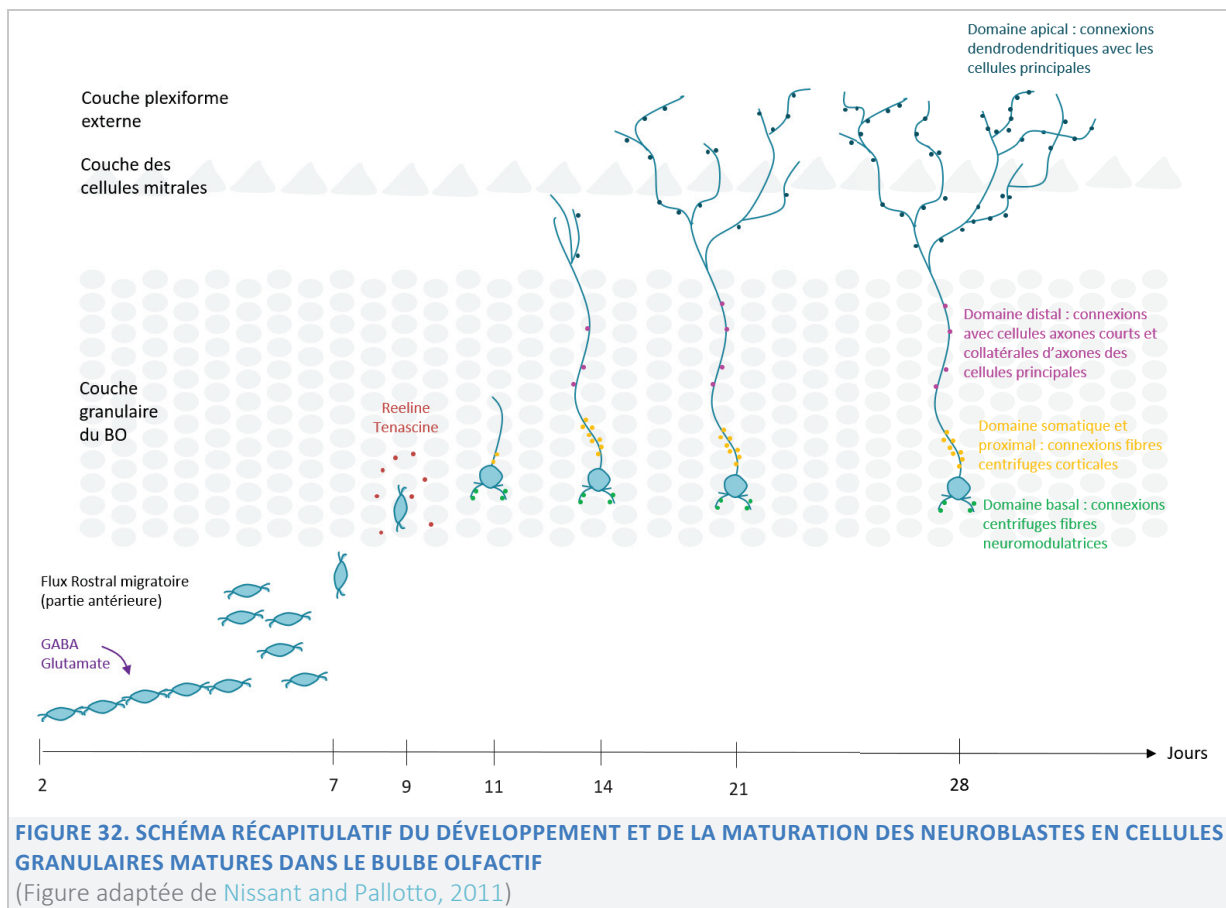 Domaine apical : connexions
dendrodendritiques avec les
cellules principales
Couche plexiforme
externe
Couche des
cellules mitrales
Domaine distal : connexions
avec cellules axones courts et
collatérales d'axones des
cellules principales
Couche
granulaire
du BO
Reeline
Tenascine
Domaine somatique et
proximal : connexions fibres
centrifuges corticales
Domaine basal : connexions
centrifuges fibres
neuromodulatrices
Flux Rostral migratoire
(partie antérieure)
GABA
Glutamate
Jours
2 7 9 11 14 21 28
FIGURE 32. SCHÉMA RÉCAPITULATIF DU DÉVELOPPEMENT ET DE LA MATURATION DES NEUROBLASTES EN CELLULES
GRANULAIRES MATURES DANS LE BULBE OLFACTIF
(Figure adaptée de Nissant and Pallotto, 2011)